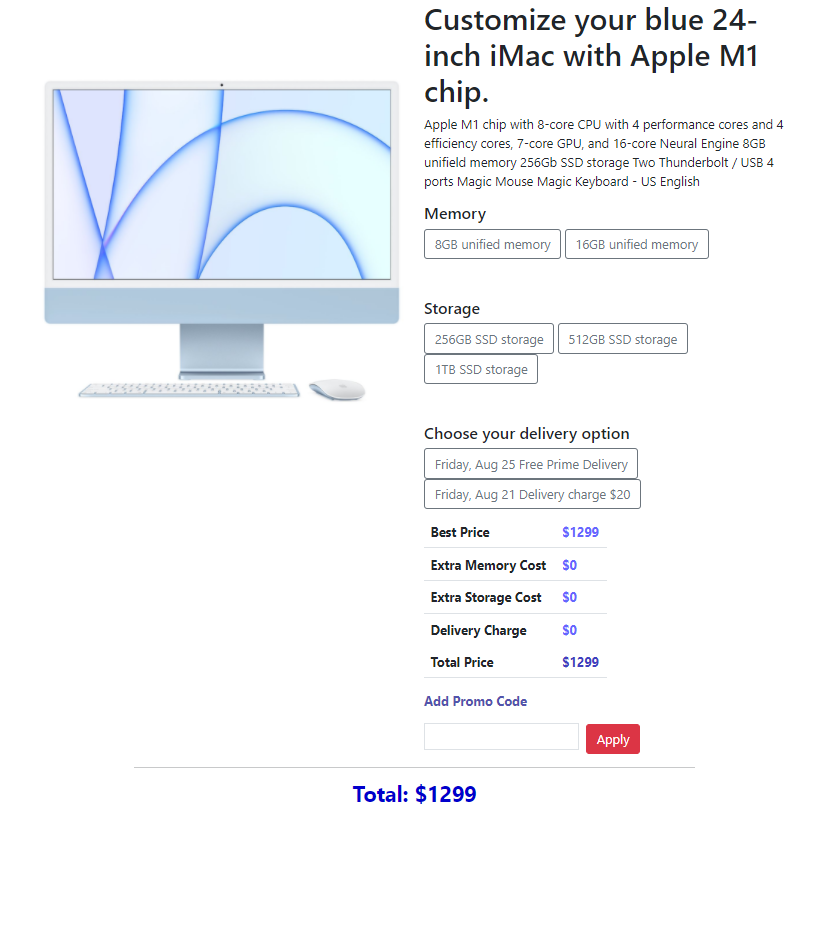 Customize your blue 24-
inch iMac with Apple M1
chip.
Apple M1 chip with 8-core CPU with 4 performance cores and 4
efficiency cores, 7-core GPU, and 16-core Neural Engine 8GB
unifield memory 256Gb SSD storage Two Thunderbolt / USB 4
ports Magic Mouse Magic Keyboard - US English
Memory
8GB unified memory 16GB unified memory
Storage
256GB SSD storage 512GB SSD storage
1TB SSD storage
Choose your delivery option
Friday, Aug 25 Free Prime Delivery
Friday, Aug 21 Delivery charge $20
Best Price $1299
Extra Memory Cost $0
Extra Storage Cost $0
Delivery Charge $0
Total Price $1299
Add Promo Code
Apply
Total: $1299